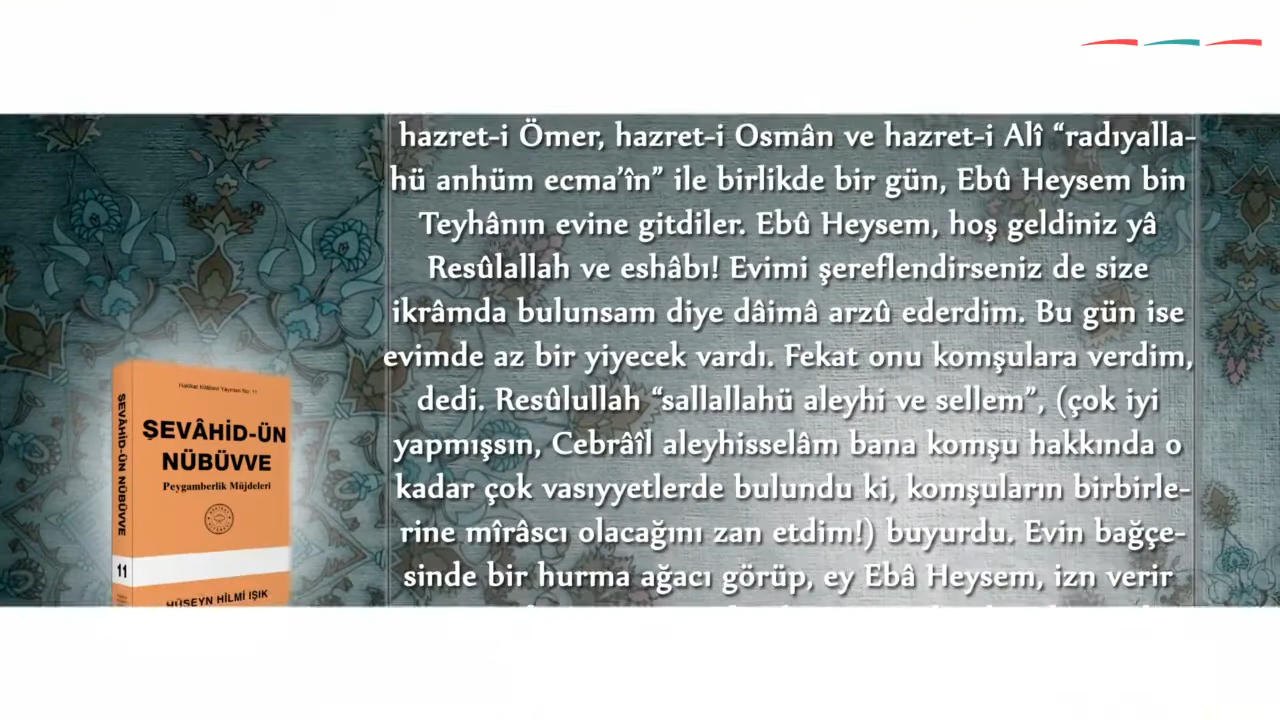 hazret-i Ömer, hazret-i Osmân ve hazret-i Alî “radıyalla-
hü anhüm ecma’în” ile birlikde bir gün, Ebû Heysem bin
Teyhânın evine gitdiler. Ebû Heysem, hoş geldiniz yâ
Resûlallah ve eshâbı! Evimi şereflendirseniz de size
ikrâmda bulunsam diye dâimâ arzû ederdim. Bu gün ise
evimde az bir yiyecek vardı. Fekat onu komşulara verdim,
dedi. Resûlullah “sallallahü aleyhi ve sellem”, (çok iyi
yapmışsın, Cebrâîl aleyhisselâm bana komşu hakkında o
kadar çok vasıyyetlerde bulundu ki, komşuların birbirle-
rine mîrâscı olacağını zan etdim!) buyurdu. Evin bağçe-
sinde bir hurma ağacı görüp, ey Ebâ Heysem, izn verir
Hakîkat Kitâbevi Yayınları No: 11
ŞEVÂHİD-ÜN
NÜBÜVVE
Peygamberlik Müjdeleri
HÜSEYN HİLMİ IŞIK
ŞEVÂHİD-ÜN NÜBÜVVE
11